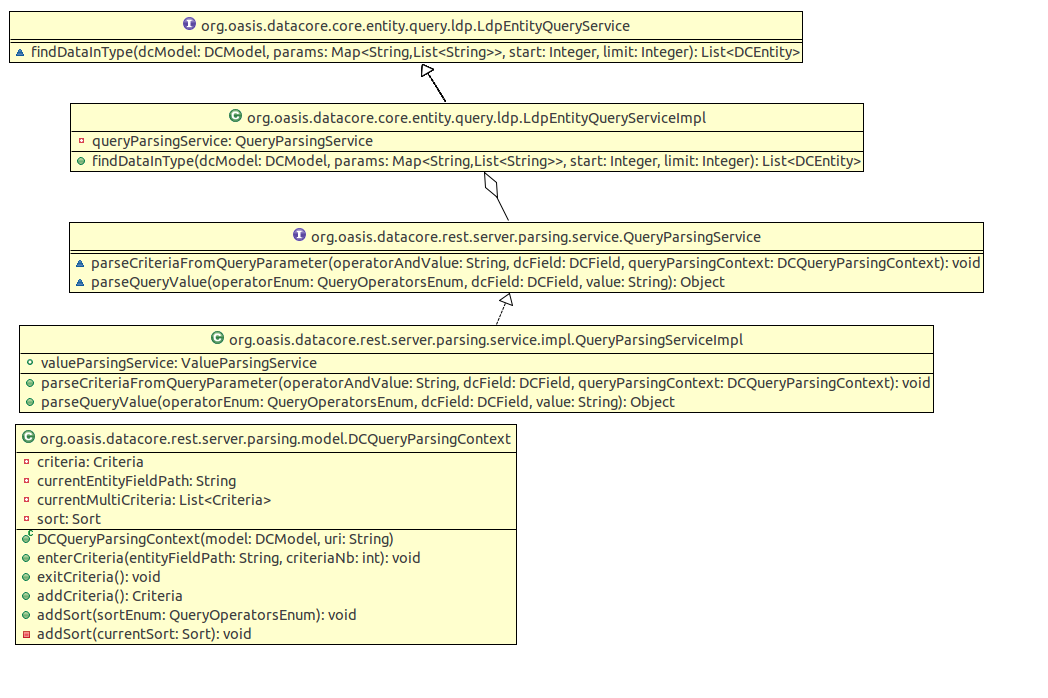 I org.oasis.datacore.core.entity.query.ldp.LdpEntityQueryService
findDataInType(dcModel: DCModel, params: Map<String,List<String>>, start: Integer, limit: Integer): List<DCEntity>
C org.oasis.datacore.core.entity.query.ldp.LdpEntityQueryServiceImpl
queryParsingService: QueryParsingService
findDataInType(dcModel: DCModel, params: Map<String,List<String>>, start: Integer, limit: Integer): List<DCEntity>
I org.oasis.datacore.rest.server.parsing.service.QueryParsingService
parseCriteriaFromQueryParameter(operatorAndValue: String, dcField: DCField, queryParsingContext: DCQueryParsingContext): void
parseQueryValue(operatorEnum: QueryOperatorsEnum, dcField: DCField, value: String): Object
C org.oasis.datacore.rest.server.parsing.service.impl.QueryParsingServiceImpl
valueParsingService: ValueParsingService
parseCriteriaFromQueryParameter(operatorAndValue: String, dcField: DCField, queryParsingContext: DCQueryParsingContext): void
parseQueryValue(operatorEnum: QueryOperatorsEnum, dcField: DCField, value: String): Object
C org.oasis.datacore.rest.server.parsing.model.DCQueryParsingContext
criteria: Criteria
currentEntityFieldPath: String
currentMultiCriteria: List<Criteria>
sort: Sort
C DCQueryParsingContext(model: DCModel, uri: String)
enterCriteria(entityFieldPath: String, criteriaNb: int): void
exitCriteria(): void
addCriteria(): Criteria
addSort(sortEnum: QueryOperatorsEnum): void
addSort(currentSort: Sort): void